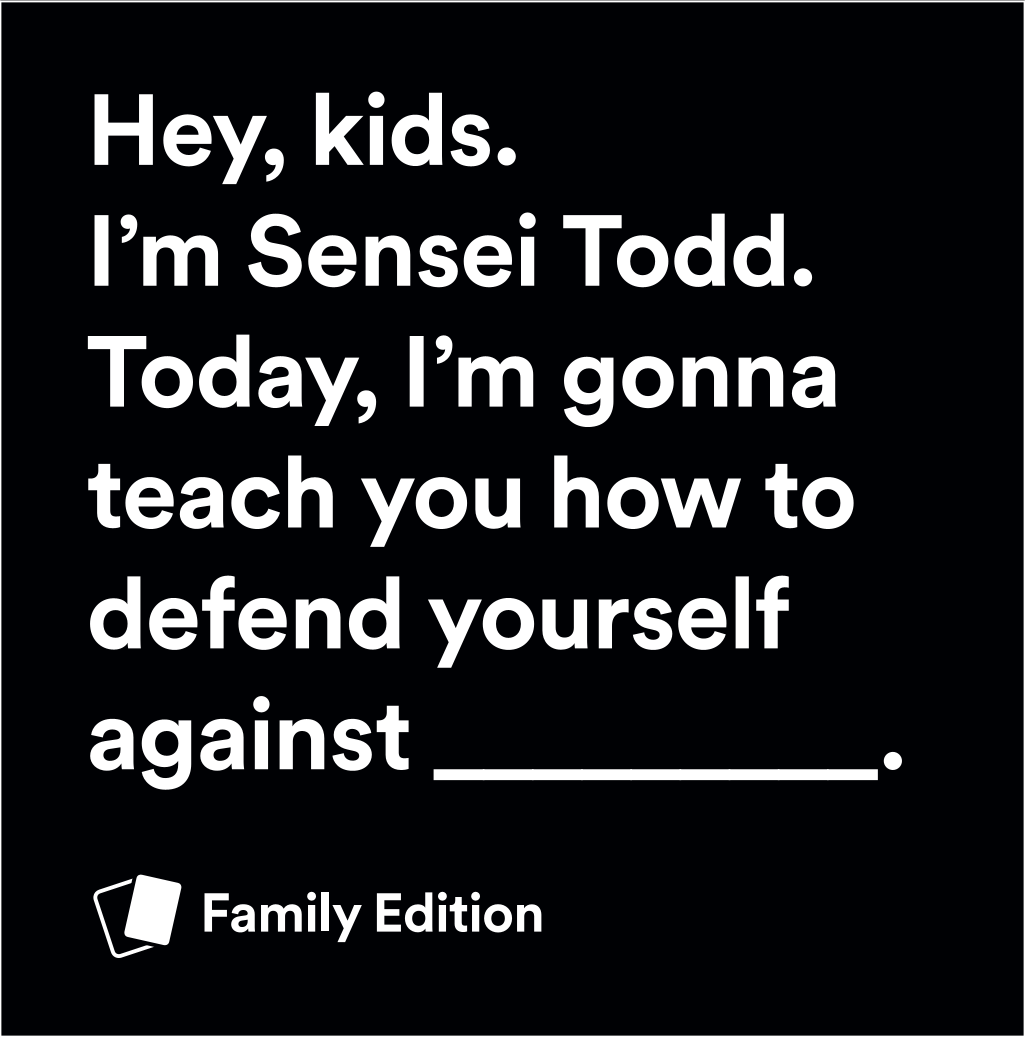 Hey, kids.
I’m Sensei Todd.
Today, I’m gonna
teach you how to
defend yourself
against _________.
Family Edition